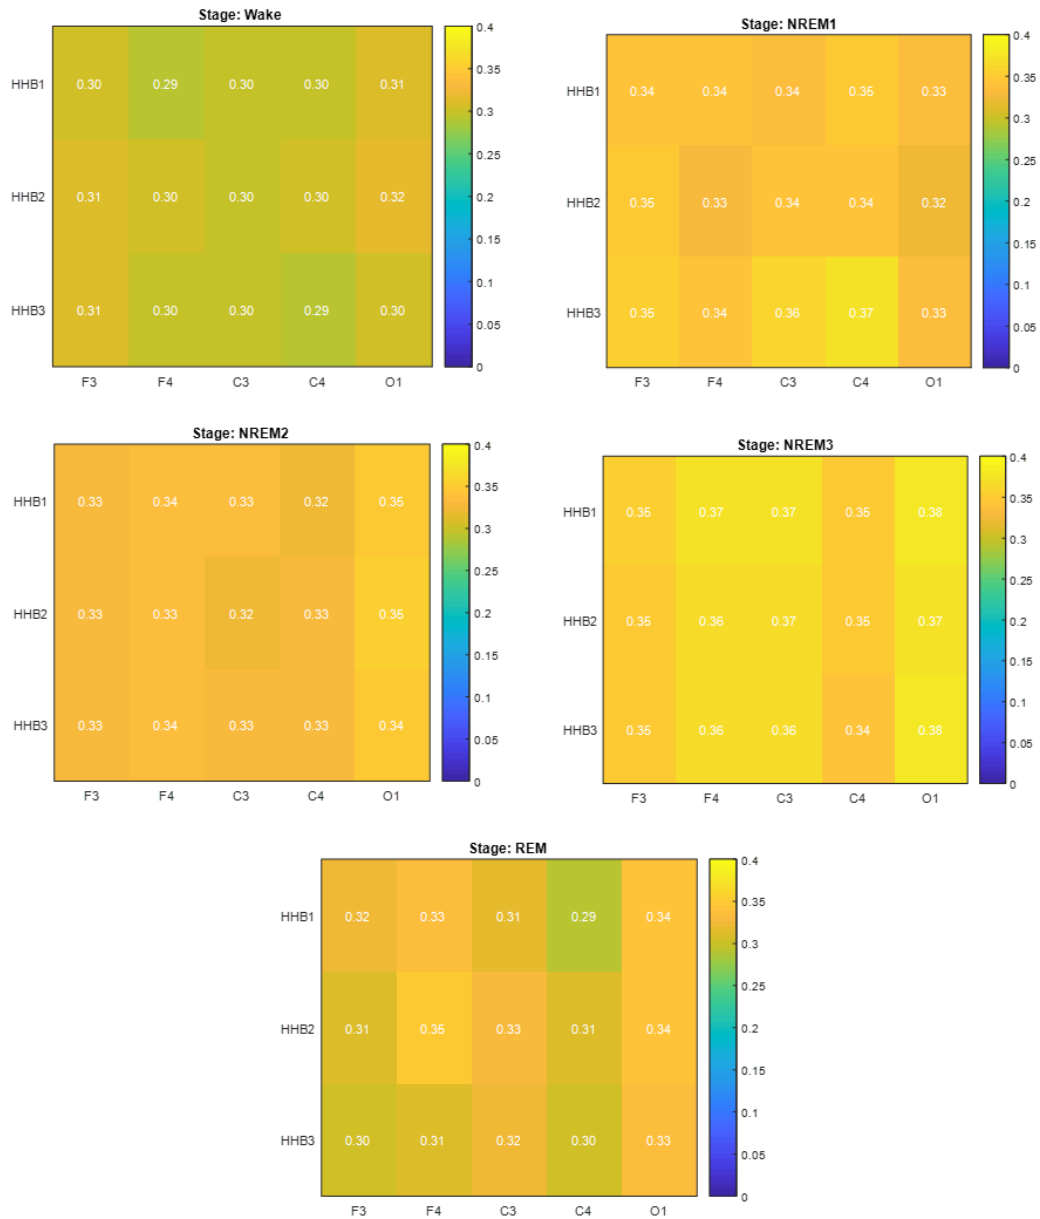 Stage: Wake
HHB1 0.30 0.29 0.30 0.30 0.31
HHB2 0.31 0.30 0.30 0.30 0.32
HHB3 0.31 0.30 0.30 0.29 0.30
F3 F4 C3 C4 O1
0.4
0.35
0.3
0.25
0.2
0.15
0.1
0.05
0
Stage: NREM1
HHB1 0.34 0.34 0.34 0.35 0.33
HHB2 0.35 0.33 0.34 0.34 0.32
HHB3 0.35 0.34 0.36 0.37 0.33
F3 F4 C3 C4 O1
0.4
0.35
0.3
0.25
0.2
0.15
0.1
0.05
0
Stage: NREM2
HHB1 0.33 0.34 0.33 0.32 0.35
HHB2 0.33 0.33 0.32 0.33 0.35
HHB3 0.33 0.34 0.33 0.33 0.34
F3 F4 C3 C4 O1
0.4
0.35
0.3
0.25
0.2
0.15
0.1
0.05
0
Stage: NREM3
HHB1 0.35 0.37 0.37 0.35 0.38
HHB2 0.35 0.36 0.37 0.35 0.37
HHB3 0.35 0.36 0.36 0.34 0.38
F3 F4 C3 C4 O1
0.4
0.35
0.3
0.25
0.2
0.15
0.1
0.05
0
Stage: REM
HHB1 0.32 0.33 0.31 0.29 0.34
HHB2 0.31 0.35 0.33 0.31 0.34
HHB3 0.30 0.31 0.32 0.30 0.33
F3 F4 C3 C4 O1
0.4
0.35
0.3
0.25
0.2
0.15
0.1
0.05
0